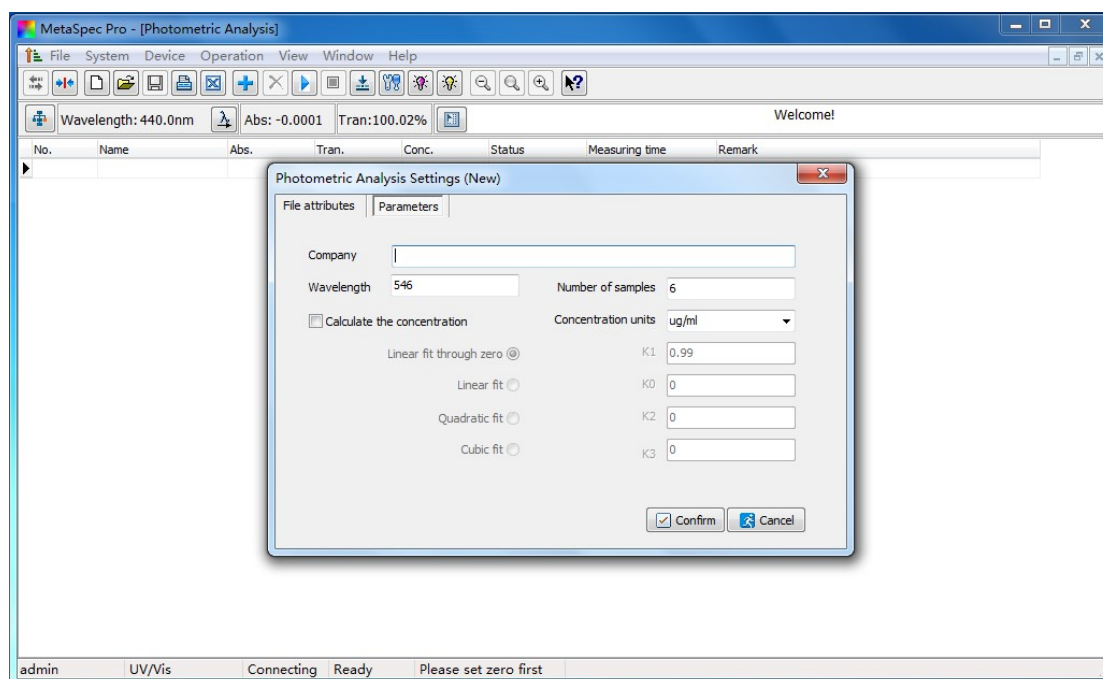 MetaSpec Pro - [Photometric Analysis]
File System Device Operation View Window Help
Wavelength: 440.0nm Abs: -0.0001 Tran:100.02% Welcome!
No. Name Abs. Tran. Conc. Status Measuring time Remark
Photometric Analysis Settings (New)
File attributes Parameters
Company
Wavelength 546 Number of samples 6
Calculate the concentration Concentration units ug/ml
Linear fit through zero K1 0.99
Linear fit K0 0
Quadratic fit K2 0
Cubic fit K3 0
Confirm Cancel
admin UV/Vis Connecting Ready Please set zero first